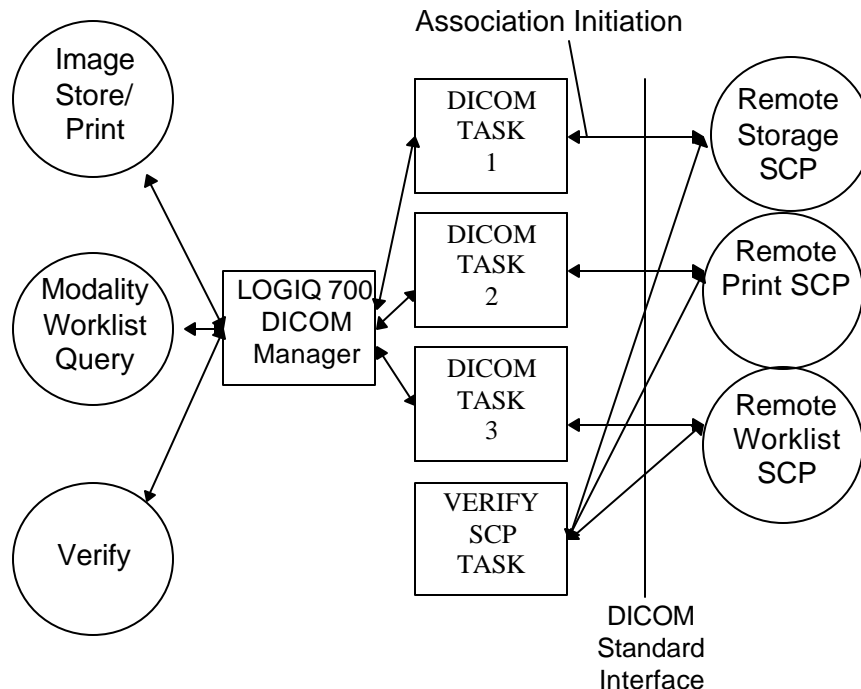 Association Initiation
Image
Store/
Print
DICOM
TASK
1
Remote
Storage
SCP
Modality
Worklist
Query
LOGIQ 700
DICOM
Manager
DICOM
TASK
2
Remote
Print SCP
DICOM
TASK
3
Remote
Worklist
SCP
Verify
VERIFY
SCP
TASK
DICOM
Standard
Interface